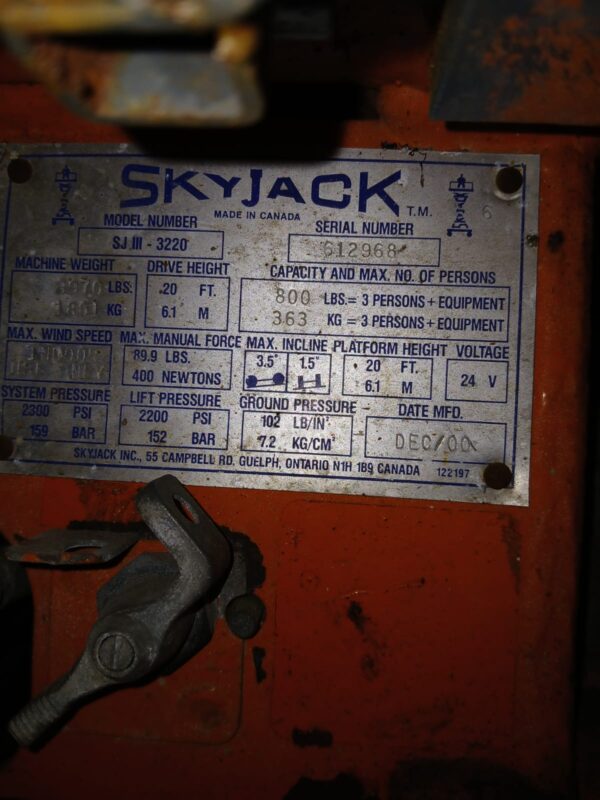 SKYJACK T.M. 6
MADE IN CANADA
MODEL NUMBER SERIAL NUMBER
SJ III - 3220 612968
MACHINE WEIGHT DRIVE HEIGHT CAPACITY AND MAX. NO. OF PERSONS
LBS. 20 FT. 800 LBS. = 3 PERSONS + EQUIPMENT
KG 6.1 M 363 KG = 3 PERSONS + EQUIPMENT
MAX. WIND SPEED MAX. MANUAL FORCE MAX. INCLINE PLATFORM HEIGHT VOLTAGE
89.9 LBS. 3.5° 1.5° 20 FT.
400 NEWTONS 6.1 M 24 V
SYSTEM PRESSURE LIFT PRESSURE GROUND PRESSURE DATE MFD.
2300 PSI 2200 PSI 102 LB/IN²
159 BAR 152 BAR 7.2 KG/CM² DEC/00
SKYJACK INC., 55 CAMPBELL RD. GUELPH, ONTARIO N1H 1B9 CANADA 122197